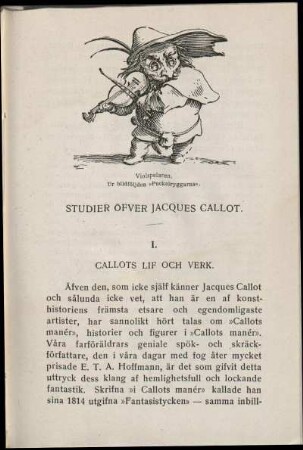 Violspelaren.
Ur bildföljden »Puckelryggarna».
STUDIER ÖFVER JACQUES CALLOT.
I.
CALLOTS LIF OCH VERK.
Äfven den, som icke själf känner Jacques Callot
och sålunda icke vet, att han är en af konst-
historiens främsta etsare och egendomligaste
artister, har sannolikt hört talas om »Callots
manér», historier och figurer i »Callots manér».
Våra farföräldrars geniale spök- och skräck-
författare, den i våra dagar med fog åter mycket
prisade E. T. A. Hoffmann, är det som gifvit detta
uttryck dess klang af hemlighetsfull och lockande
fantastik. Skrifna »i Callots manér» kallade han
sina 1814 utgifna »Fantasistycken» — samma inbill-